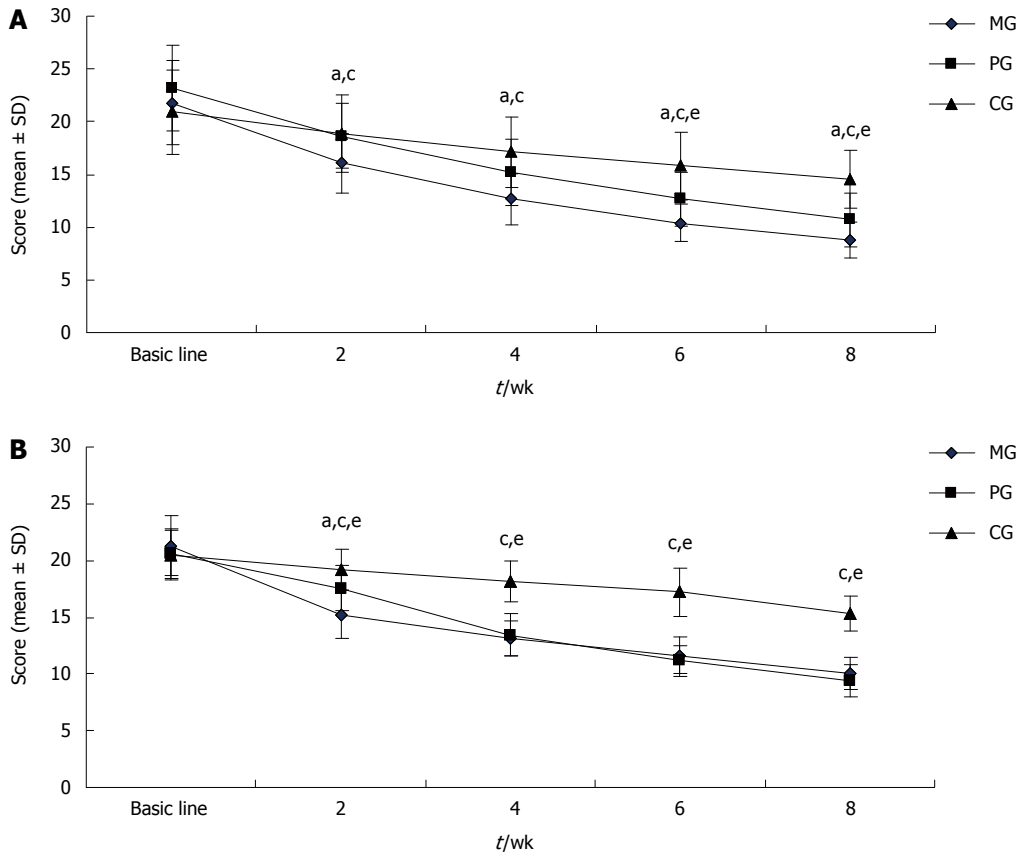 A
30
25
20
15
10
5
0
Score (mean ± SD)
a,c
a,c
a,c,e
a,c,e
MG
PG
CG
Basic line 2 4 6 8
t/wk
B
30
25
20
15
10
5
0
Score (mean ± SD)
a,c,e
c,e
c,e
c,e
MG
PG
CG
Basic line 2 4 6 8
t/wk